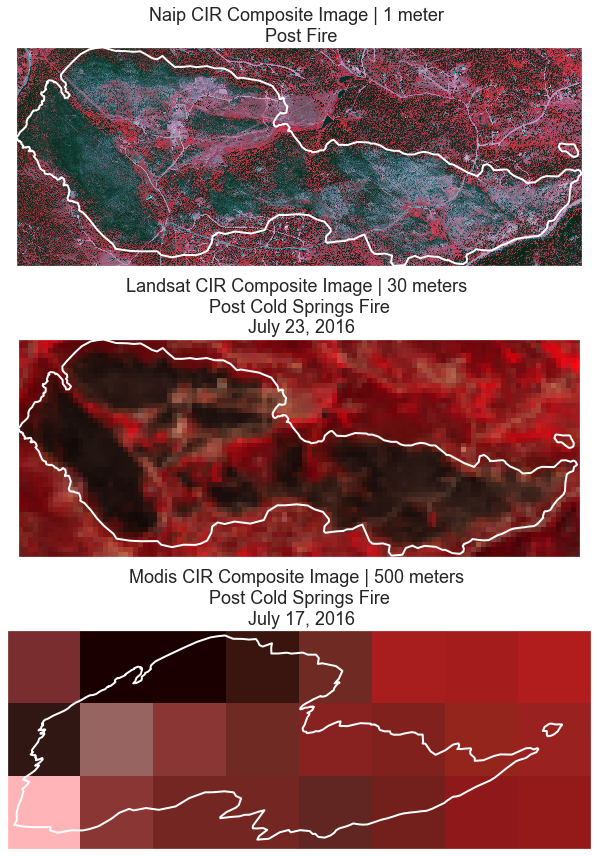 Naip CIR Composite Image | 1 meter
Post Fire
Landsat CIR Composite Image | 30 meters
Post Cold Springs Fire
July 23, 2016
Modis CIR Composite Image | 500 meters
Post Cold Springs Fire
July 17, 2016